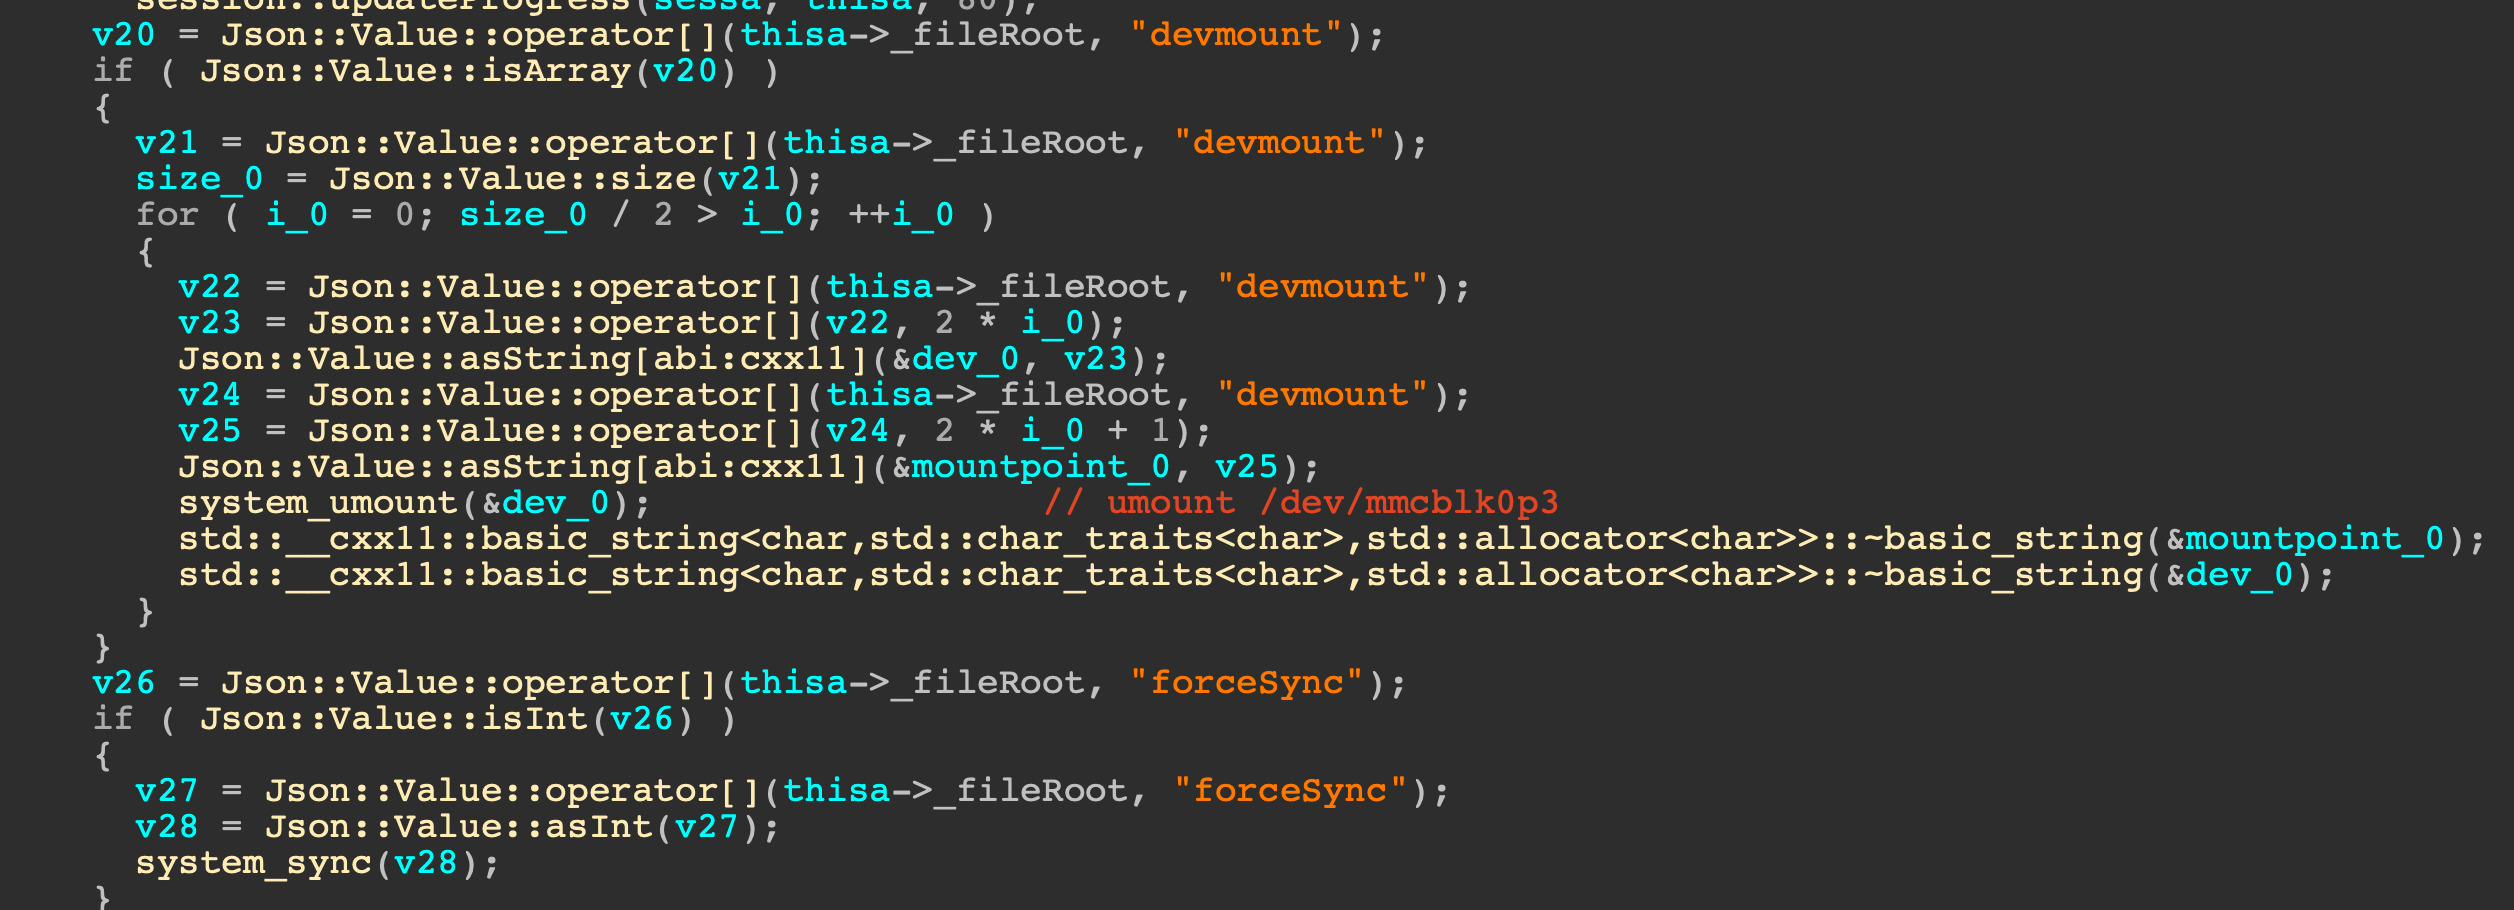 session::updateProgress(sessa, thisa, 80);
v20 = Json::Value::operator[](thisa->_fileRoot, "devmount");
if ( Json::Value::isArray(v20) )
{
v21 = Json::Value::operator[](thisa->_fileRoot, "devmount");
size_0 = Json::Value::size(v21);
for ( i_0 = 0; size_0 / 2 > i_0; ++i_0 )
{
v22 = Json::Value::operator[](thisa->_fileRoot, "devmount");
v23 = Json::Value::operator[](v22, 2 * i_0);
Json::Value::asString[abi:cxx11](&dev_0, v23);
v24 = Json::Value::operator[](thisa->_fileRoot, "devmount");
v25 = Json::Value::operator[](v24, 2 * i_0 + 1);
Json::Value::asString[abi:cxx11](&mountpoint_0, v25);
system_umount(&dev_0); // umount /dev/mmcblk0p3
std::__cxx11::basic_string<char,std::char_traits<char>,std::allocator<char>>::~basic_string(&mountpoint_0);
std::__cxx11::basic_string<char,std::char_traits<char>,std::allocator<char>>::~basic_string(&dev_0);
}
}
v26 = Json::Value::operator[](thisa->_fileRoot, "forceSync");
if ( Json::Value::isInt(v26) )
{
v27 = Json::Value::operator[](thisa->_fileRoot, "forceSync");
v28 = Json::Value::asInt(v27);
system_sync(v28);
}